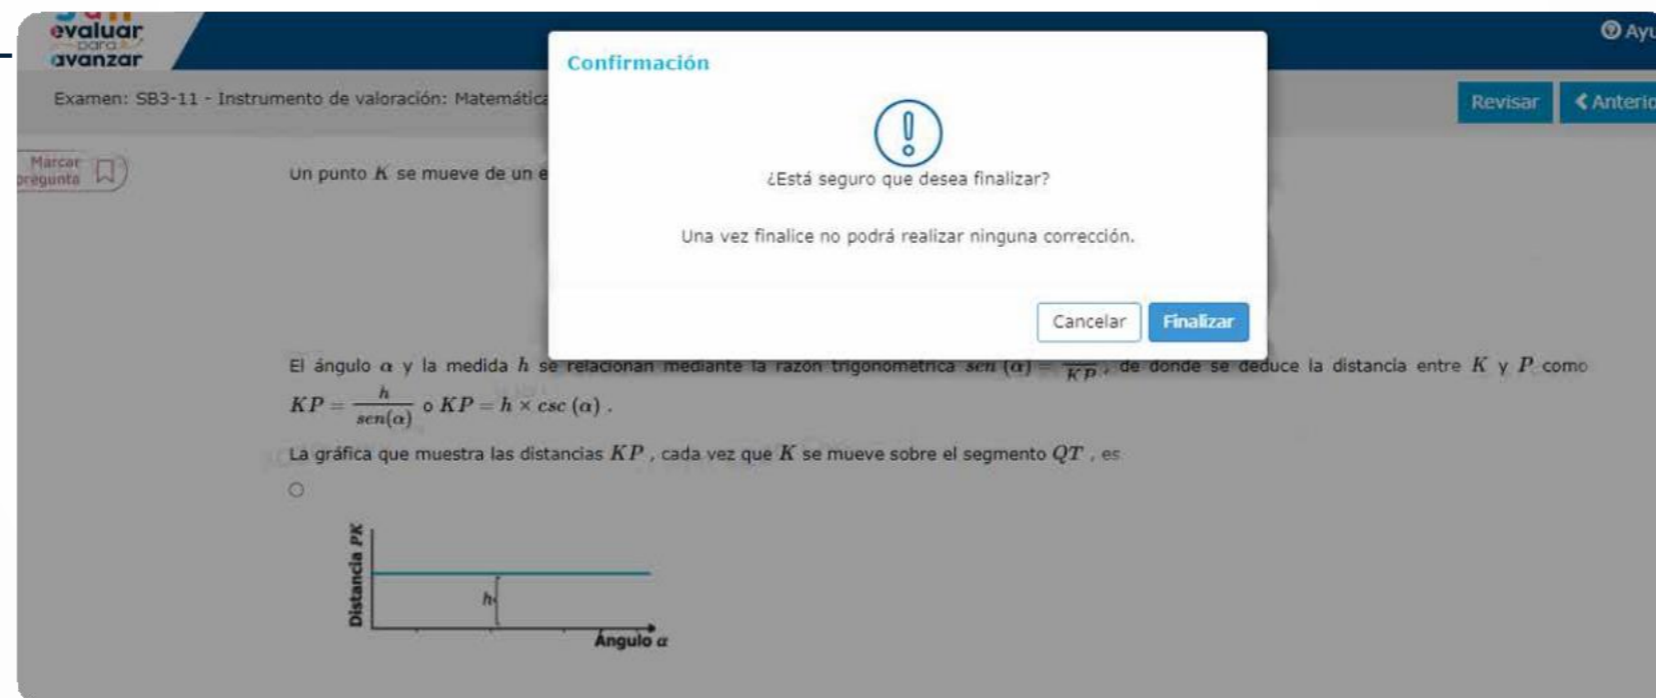 evaluar
para
avanzar
Ayu
Examen: SB3-11 - Instrumento de valoración: Matemátic
Revisar
Anterio
Marcar
pregunta
Un punto K se mueve de un e
Confirmación
¿Está seguro que desea finalizar?
Una vez finalice no podrá realizar ninguna corrección.
Cancelar
Finalizar
El ángulo α y la medida h se relacionan mediante la razón trigonométrica sen (α) = /KP, de donde se deduce la distancia entre K y P como
KP = h/sen(α) o KP = h × csc (α) .
La gráfica que muestra las distancias KP , cada vez que K se mueve sobre el segmento QT , es
Distancia PK
h
Ángulo α